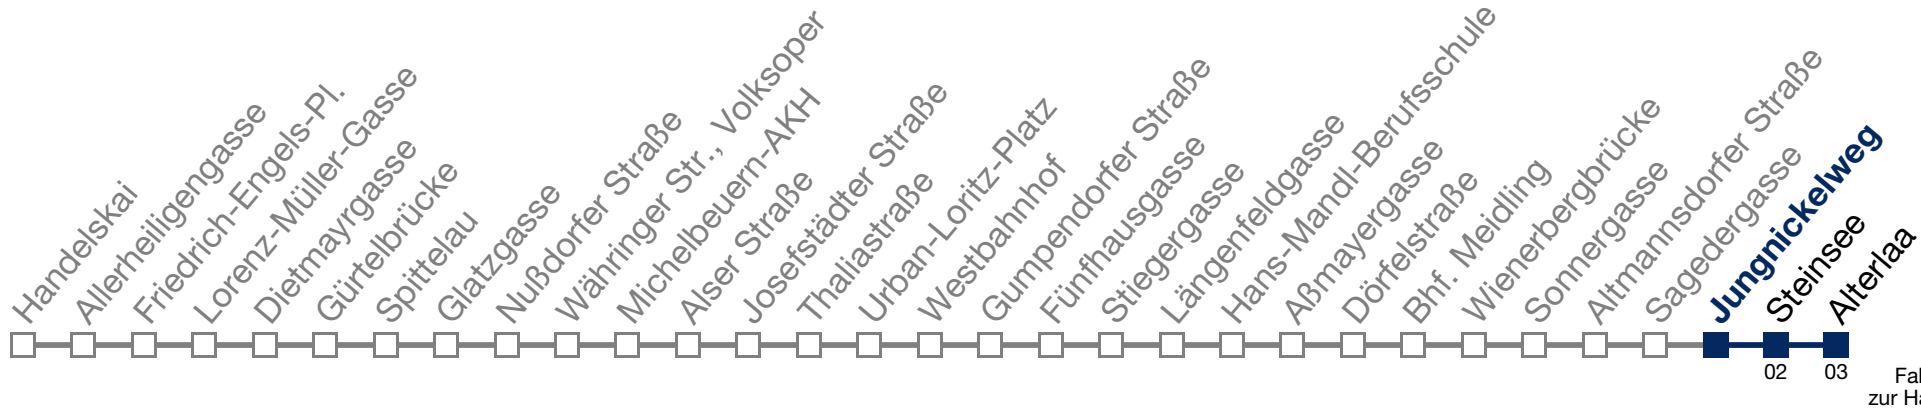 Handelskai
Allerheiligengasse
Friedrich-Engels-Pl.
Lorenz-Müller-Gasse
Dietmayrgasse
Gürtelbrücke
Spittelau
Glatzgasse
Nußdorfer Straße
Währinger Str., Volksoper
Michelbeuern-AKH
Alser Straße
Josefstädter Straße
Thaliastraße
Urban-Loritz-Platz
Westbahnhof
Gumpendorfer Straße
Fünfhausgasse
Stiegergasse
Längenfeldgasse
Hans-Mandl-Berufsschule
Aßmayergasse
Dörfelstraße
Bhf. Meidling
Wienerbergbrücke
Sonnergasse
Altmannsdorfer Straße
Sagedergasse
Jungnickelweg
Steinsee
Alterlaa
02
03
zur